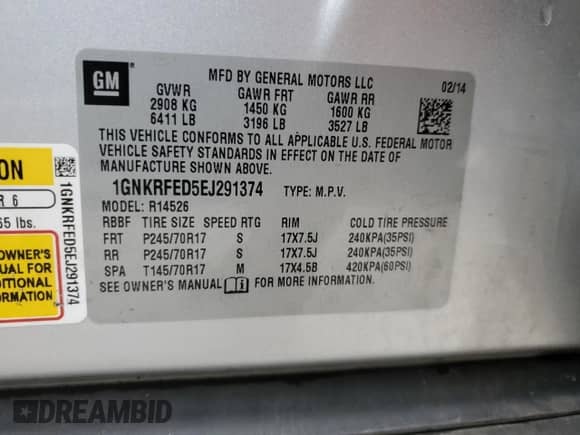 GM
MFD BY GENERAL MOTORS LLC
02/14
GVWR GAWR FRT GAWR RR
2908 KG 1450 KG 1600 KG
6411 LB 3196 LB 3527 LB
THIS VEHICLE CONFORMS TO ALL APPLICABLE U.S. FEDERAL MOTOR
VEHICLE SAFETY STANDARDS IN EFFECT ON THE DATE OF
MANUFACTURE SHOWN ABOVE.
1GNKRFED5EJ291374 TYPE: M.P.V.
MODEL: R14526
RBBF TIRE SIZE SPEED RTG RIM COLD TIRE PRESSURE
FRT P245/70R17 S 17X7.5J 240KPA(35PSI)
RR P245/70R17 S 17X7.5J 240KPA(35PSI)
SPA T145/70R17 M 17X4.5B 420KPA(60PSI)
SEE OWNER'S MANUAL FOR MORE INFORMATION.
ON
R 6
65 lbs.
OWNER'S
UAL FOR
DITIONAL
RMATION
1GNKRFED5EJ291374
DREAMBID